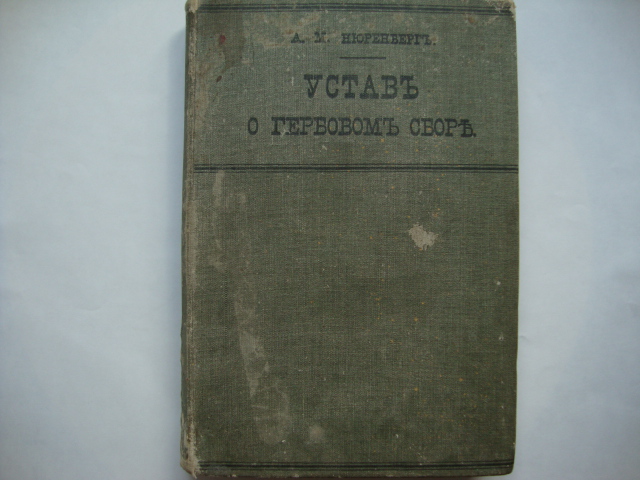 А. М. НЮРЕНБЕРГЪ.
УСТАВЪ
О ГЕРБОВОМЪ СБОРѢ.